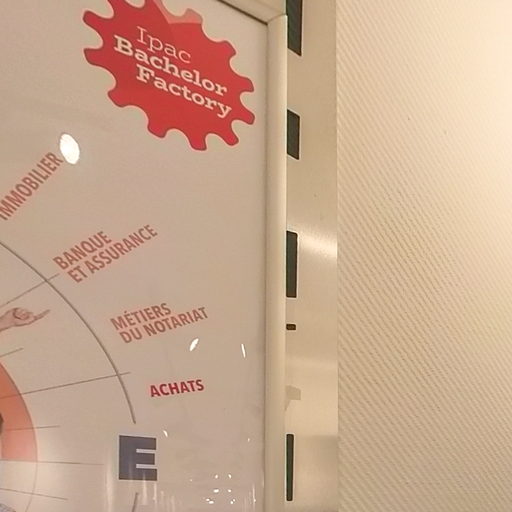 Ipac
Bachelor
Factory
IMMOBILIER
BANQUE
ET ASSURANCE
MÉTIERS
DU NOTARIAT
ACHATS
E